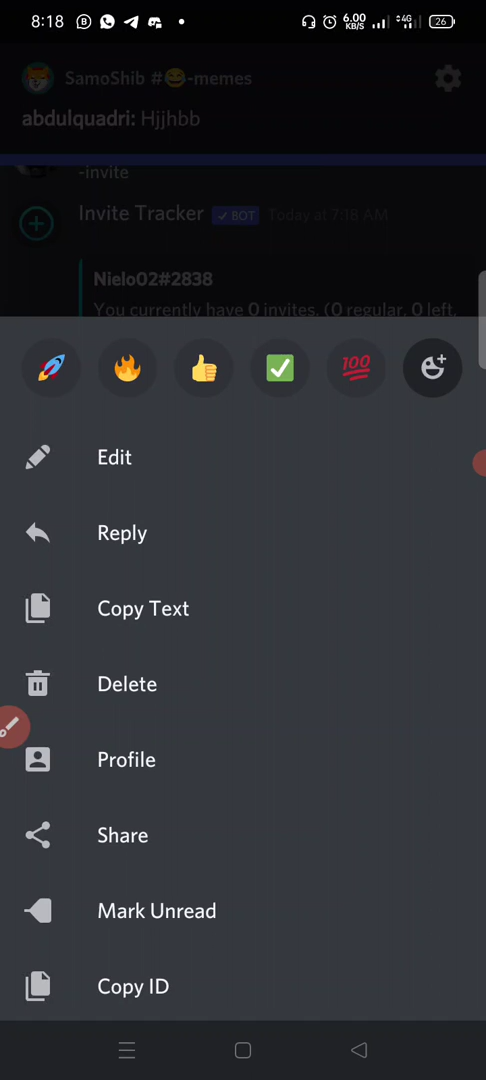 8:18 6.00 KB/S 4G 26
SamoShib #😂-memes
abdulquadri: Hjjhbb
-invite
Invite Tracker ✓ BOT Today at 7:18 AM
Nielo02#2838
You currently have 0 invites. (0 regular, 0 left,
100
Edit
Reply
Copy Text
Delete
Profile
Share
Mark Unread
Copy ID